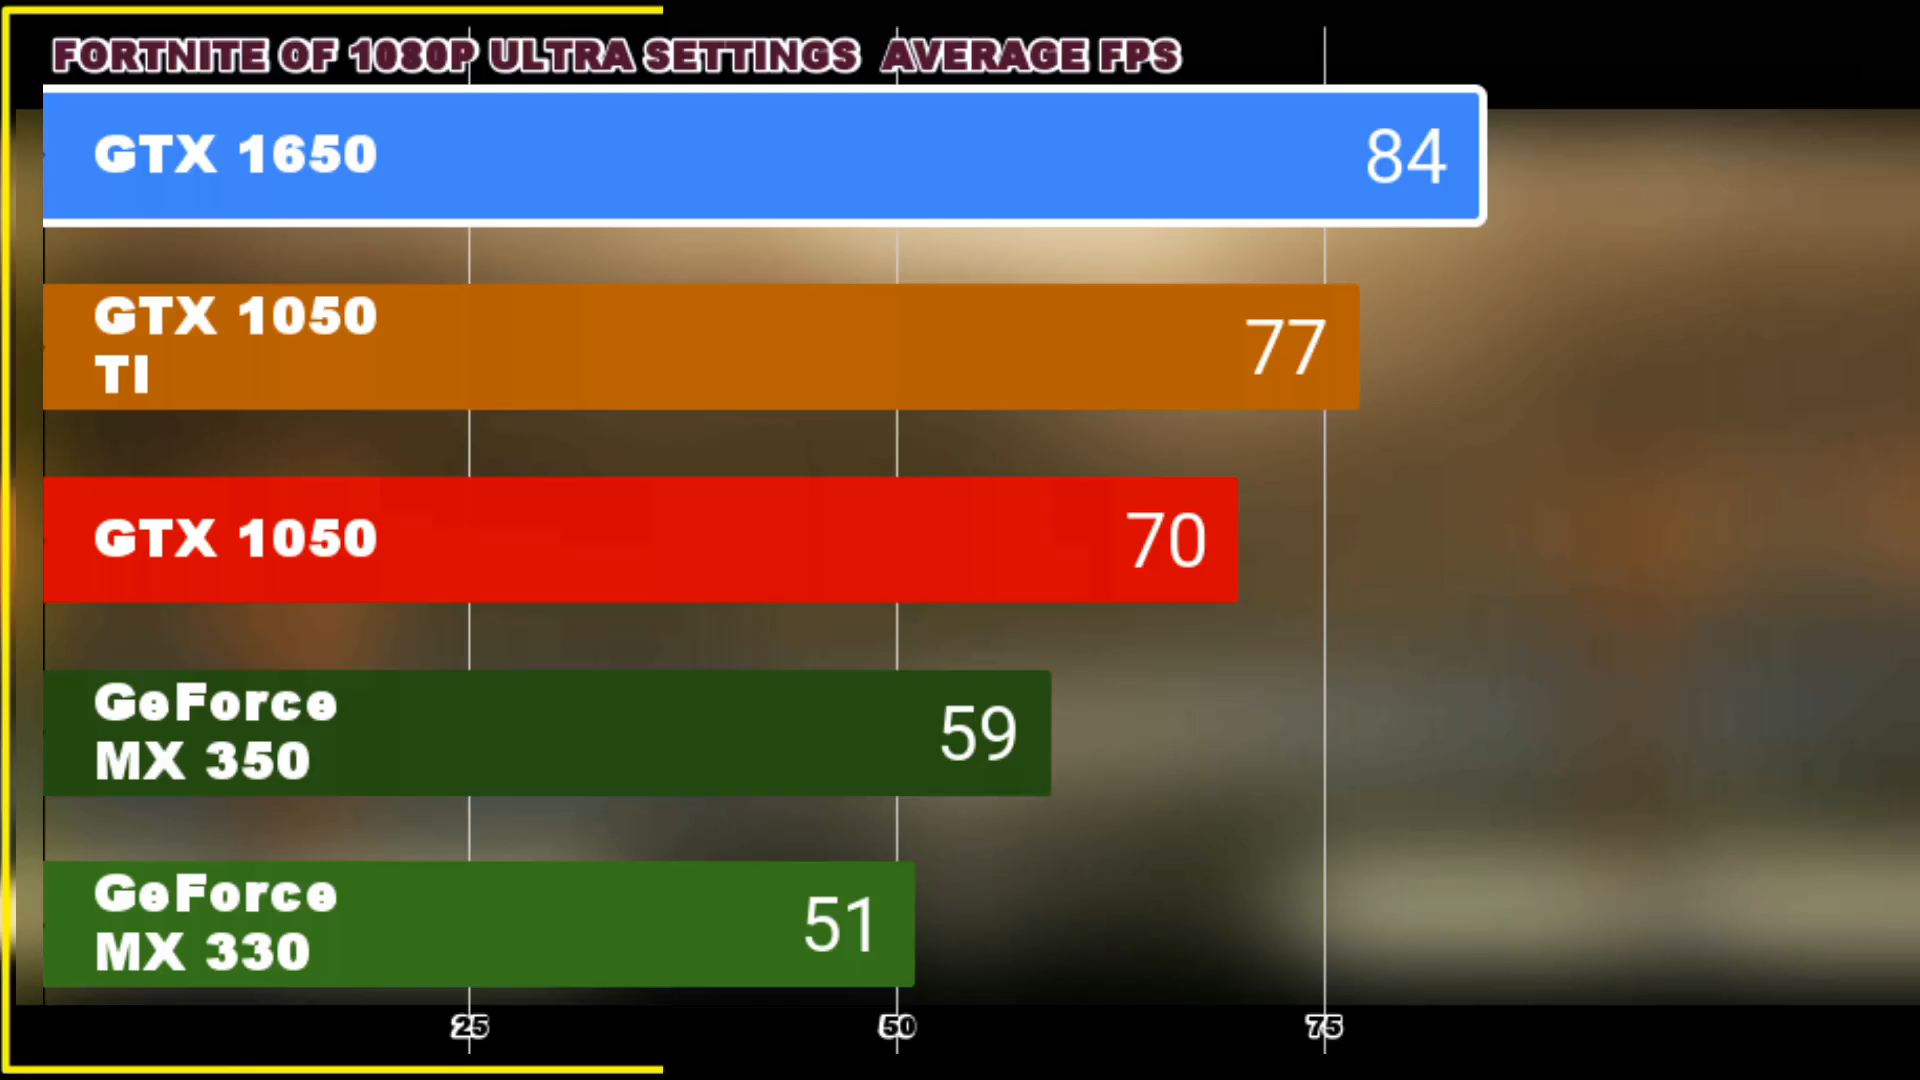 FORTNITE OF 1080P ULTRA SETTINGS AVERAGE FPS
GTX 1650
84
GTX 1050
TI
77
GTX 1050
70
GeForce
MX 350
59
GeForce
MX 330
51
25
50
75